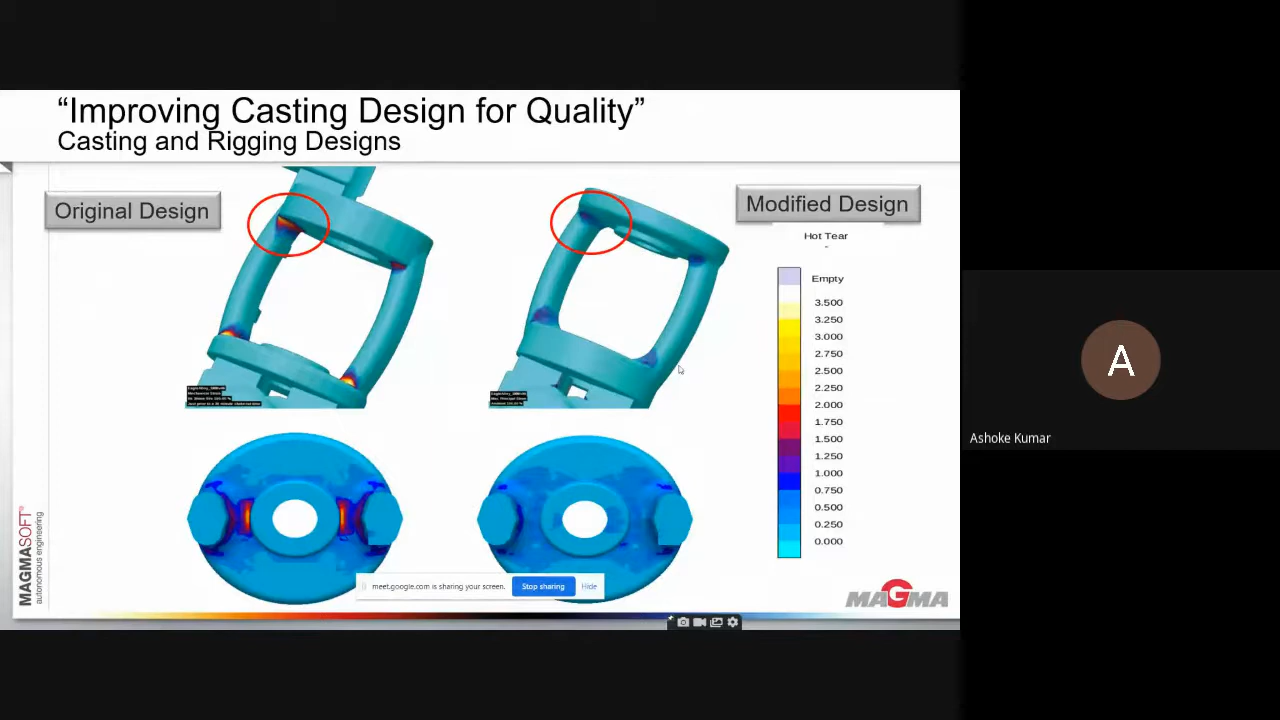 “Improving Casting Design for Quality”
Casting and Rigging Designs
Original Design
Modified Design
Hot Tear
-
Empty
3.500
3.250
3.000
2.750
2.500
2.250
2.000
1.750
1.500
1.250
1.000
0.750
0.500
0.250
0.000
A
Ashoke Kumar
MAGMASOFT®
autonomous engineering
meet.google.com is sharing your screen.
Stop sharing
Hide
MAGMA